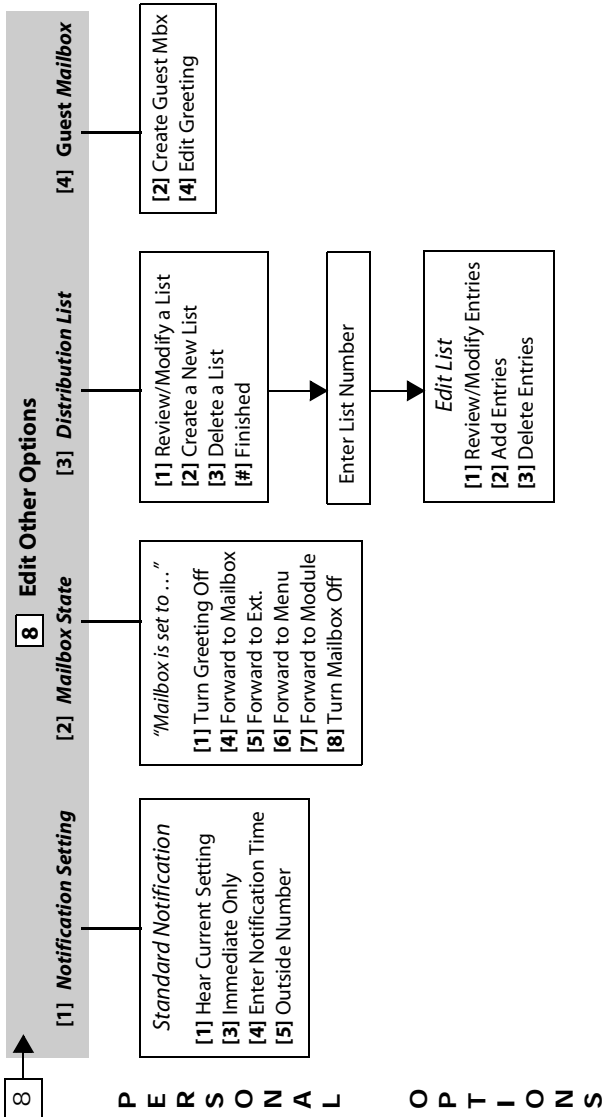 8
8 Edit Other Options
[1] Notification Setting
[2] Mailbox State
[3] Distribution List
[4] Guest Mailbox
Standard Notification
[1] Hear Current Setting
[3] Immediate Only
[4] Enter Notification Time
[5] Outside Number
"Mailbox is set to ..."
[1] Turn Greeting Off
[4] Forward to Mailbox
[5] Forward to Ext.
[6] Forward to Menu
[7] Forward to Module
[8] Turn Mailbox Off
[1] Review/Modify a List
[2] Create a New List
[3] Delete a List
[#] Finished
Enter List Number
Edit List
[1] Review/Modify Entries
[2] Add Entries
[3] Delete Entries
[2] Create Guest Mbx
[4] Edit Greeting
PERSONAL OPTIONS